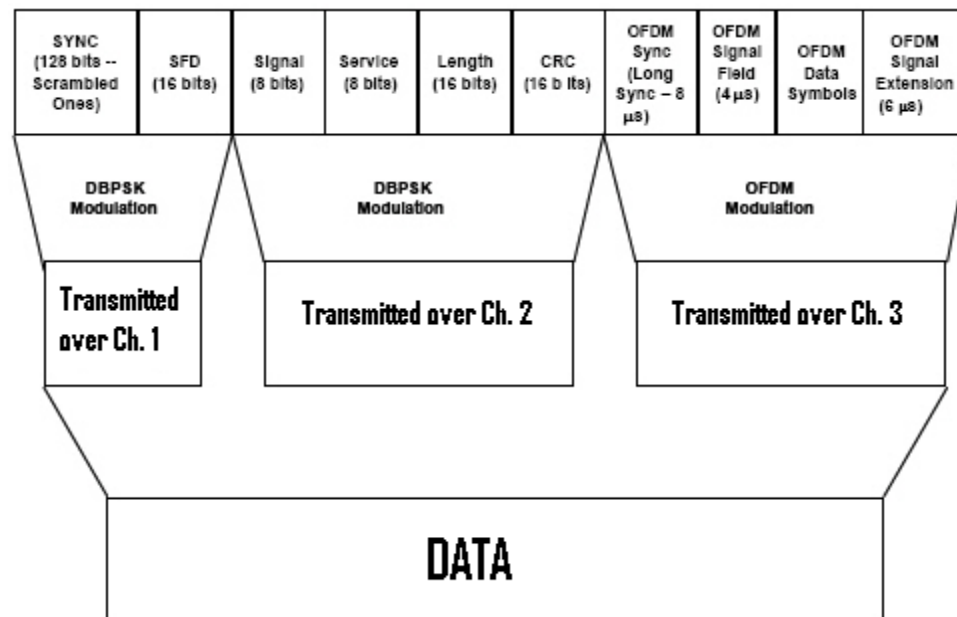 SYNC
(128 bits --
Scrambled
Ones)
SFD
(16 bits)
Signal
(8 bits)
Service
(8 bits)
Length
(16 bits)
CRC
(16 b its)
OFDM
Sync
(Long
Sync – 8
µs)
OFDM
Signal
Field
(4 µs)
OFDM
Data
Symbols
OFDM
Signal
Extension
(6 µs)
DBPSK
Modulation
DBPSK
Modulation
OFDM
Modulation
Transmitted
over Ch. 1
Transmitted over Ch. 2
Transmitted over Ch. 3
DATA